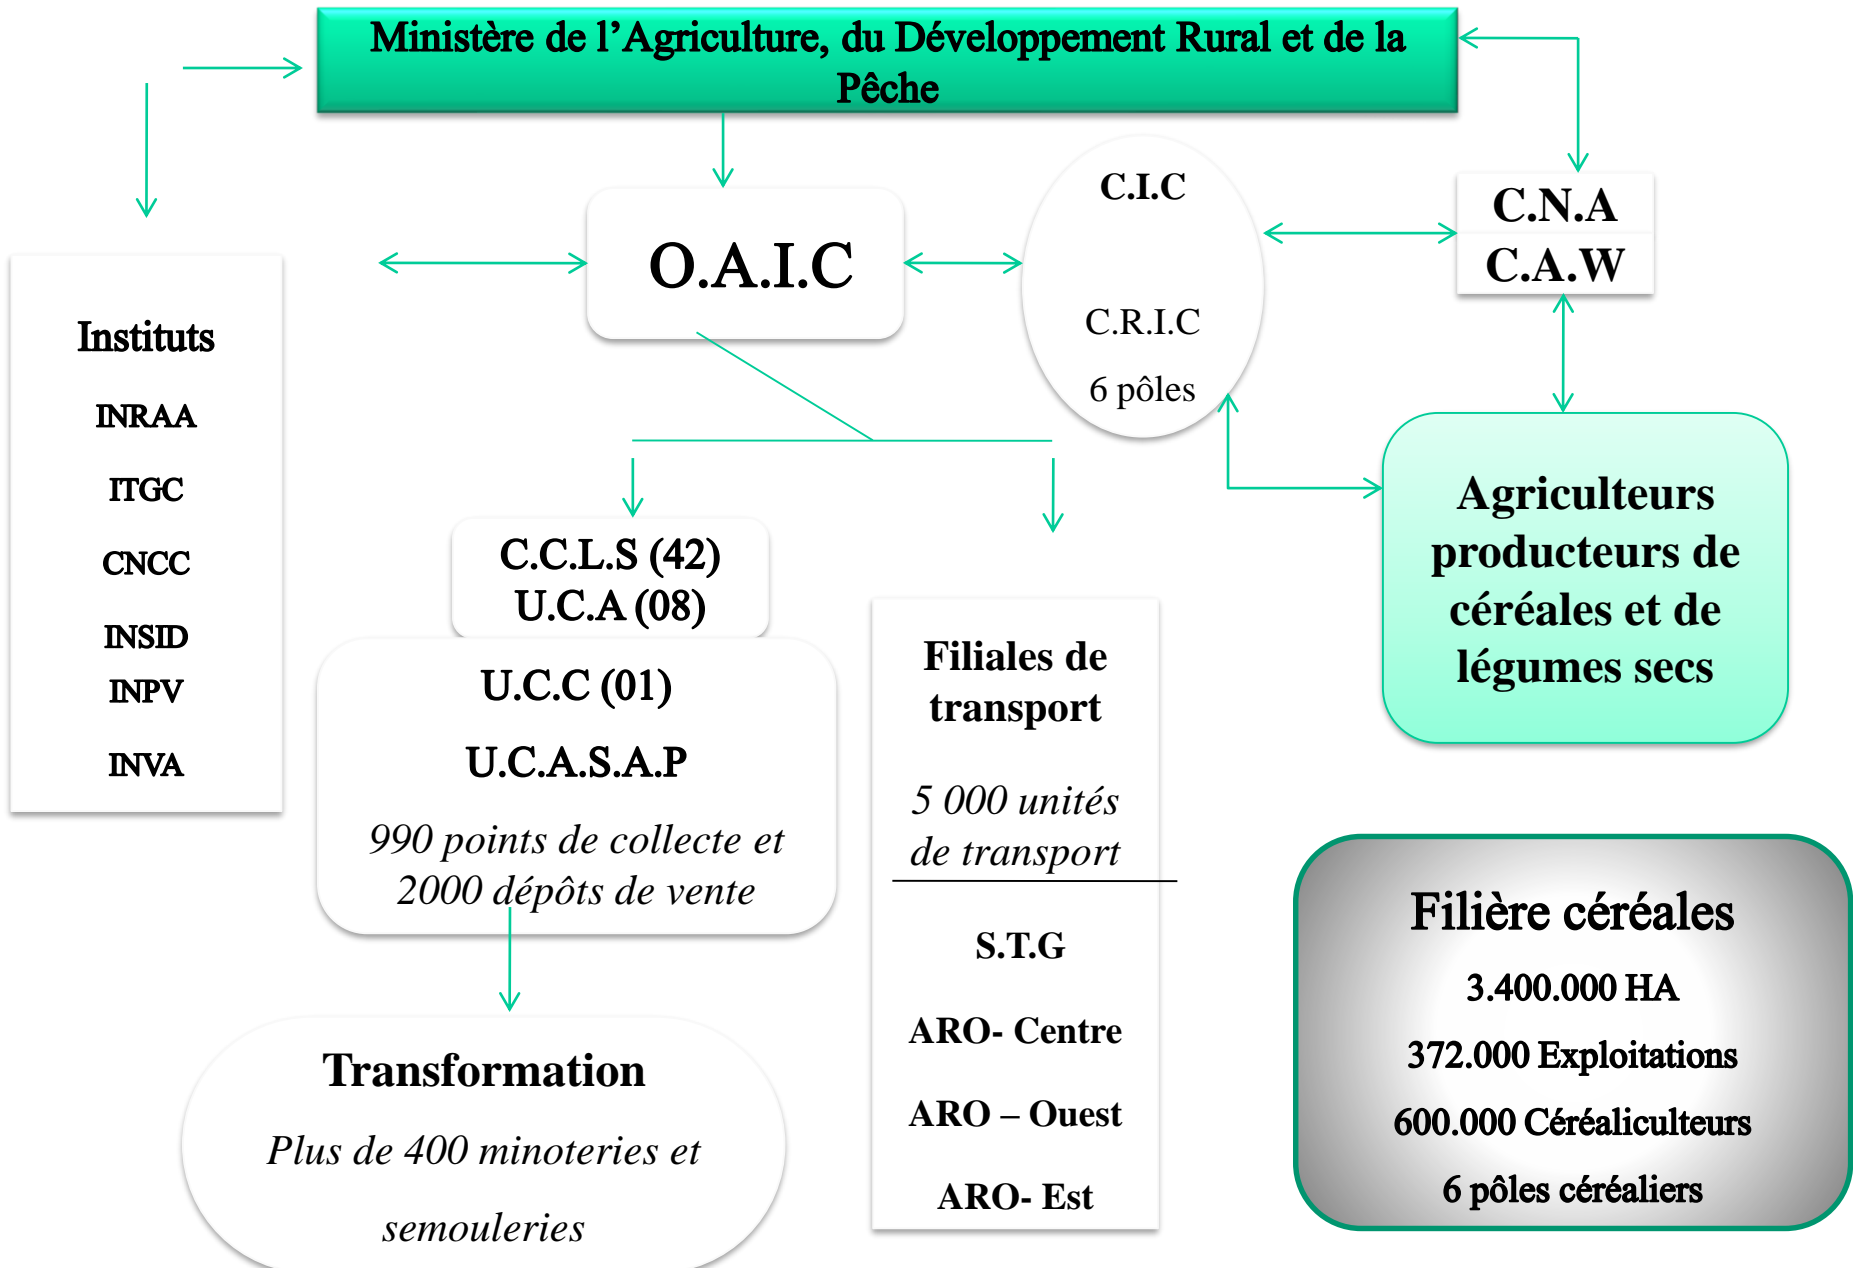 Ministère de l’Agriculture, du Développement Rural et de la
Pêche
O.A.I.C
C.I.C
C.R.I.C
6 pôles
C.N.A
C.A.W
Instituts
INRAA
ITGC
CNCC
INSID
INPV
INVA
C.C.L.S (42)
U.C.A (08)
U.C.C (01)
U.C.A.S.A.P
990 points de collecte et
2000 dépôts de vente
Filiales de
transport
5 000 unités
de transport
S.T.G
ARO- Centre
ARO – Ouest
ARO- Est
Agriculteurs
producteurs de
céréales et de
légumes secs
Transformation
Plus de 400 minoteries et
semouleries
Filière céréales
3.400.000 HA
372.000 Exploitations
600.000 Céréaliculteurs
6 pôles céréaliers